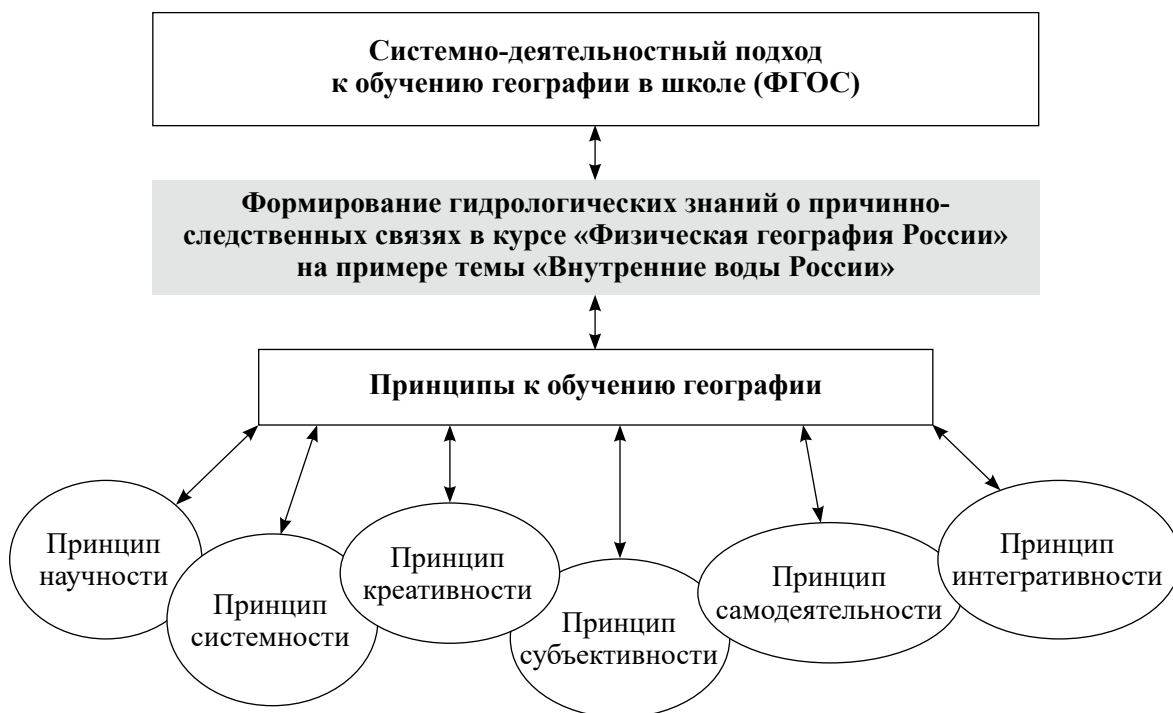 Системно-деятельностный подход
к обучению географии в школе (ФГОС)
Формирование гидрологических знаний о причинно-
следственных связях в курсе «Физическая география России»
на примере темы «Внутренние воды России»
Принципы к обучению географии
Принцип
научности
Принцип
системности
Принцип
креативности
Принцип
субъективности
Принцип
самодеятельности
Принцип
интегративности